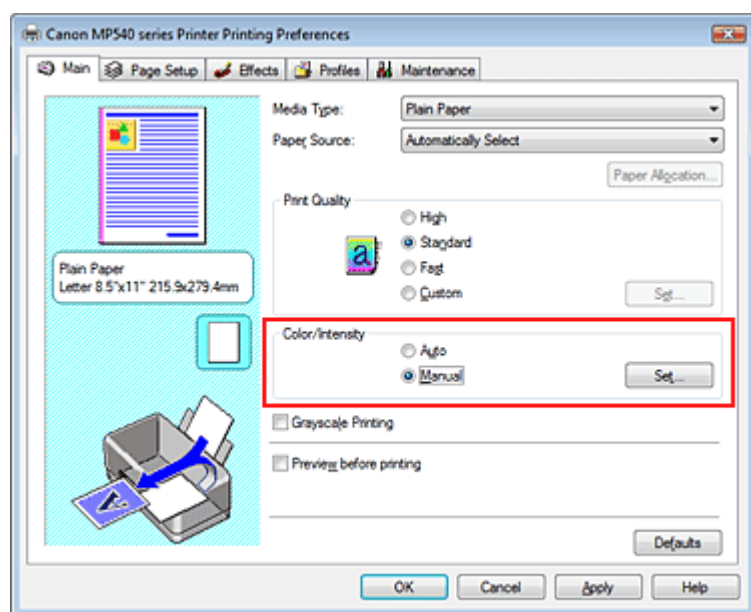 Canon MP540 series Printer Printing Preferences
Main Page Setup Effects Profiles Maintenance
Media Type: Plain Paper
Paper Source: Automatically Select
Paper Allocation...
Print Quality
High
a Standard
Fast
Custom Set...
Plain Paper
Letter 8.5"x11" 215.9x279.4mm
Color/Intensity
Auto
Manual Set...
Grayscale Printing
Preview before printing
A
Defaults
OK Cancel Apply Help